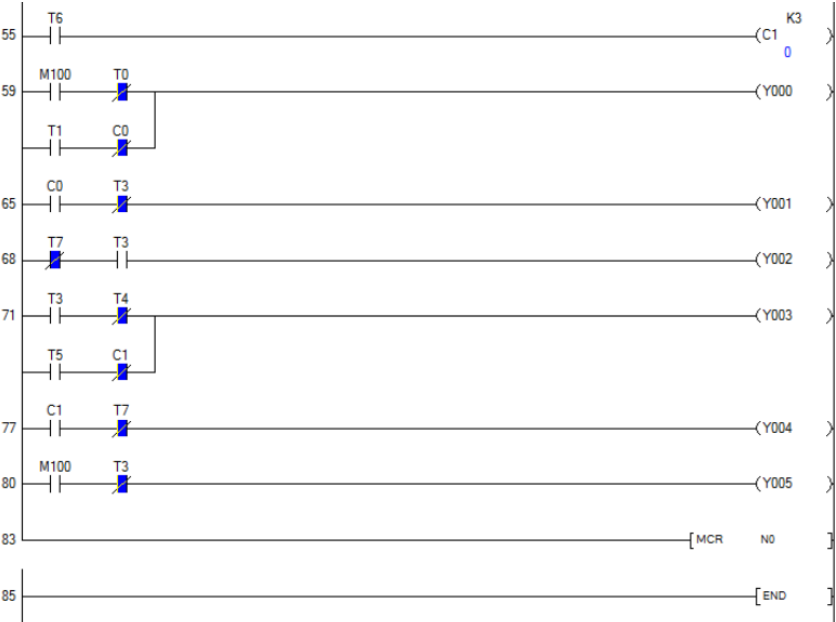 T6 K3
55 (C1 )
0
M100 T0
59 (Y000 )
T1 C0
C0 T3
65 (Y001 )
T7 T3
68 (Y002 )
T3 T4
71 (Y003 )
T5 C1
C1 T7
77 (Y004 )
M100 T3
80 (Y005 )
83 [MCR N0 ]
85 [END ]